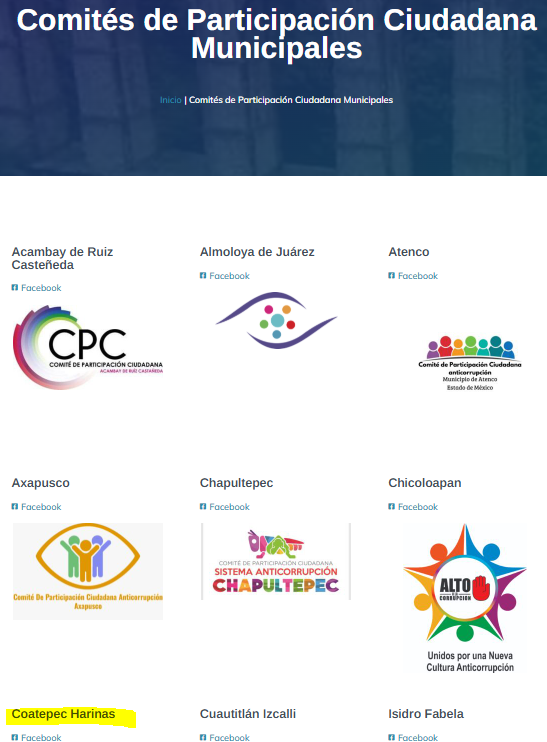 Comités de Participación Ciudadana
Municipales
Inicio | Comités de Participación Ciudadana Municipales
Acambay de Ruiz
Casteñeda
Facebook
CPC
COMITÉ DE PARTICIPACIÓN CIUDADANA
ACAMBAY DE RUÍZ CASTAÑEDA
Almoloya de Juárez
Facebook
Atenco
Facebook
Comité de Participación Ciudadana
anticorrupción
Municipio de Atenco
Estado de México
Axapusco
Facebook
Comité De Participación Ciudadana Anticorrupción
Axapusco
Chapultepec
Facebook
COMITÉ DE PARTICIPACIÓN CIUDADANA
SISTEMA ANTICORRUPCIÓN
CHAPULTEPEC
Chicoloapan
Facebook
ALTO
A LA
CORRUPCIÓN
Unidos por una Nueva
Cultura Anticorrupción
Coatepec Harinas
Facebook
Cuautitlán Izcalli
Facebook
Isidro Fabela
Facebook